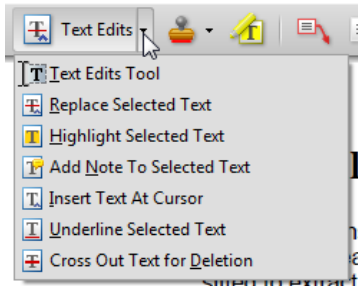 Text Edits
Text Edits Tool
Replace Selected Text
Highlight Selected Text
Add Note To Selected Text
Insert Text At Cursor
Underline Selected Text
Cross Out Text for Deletion